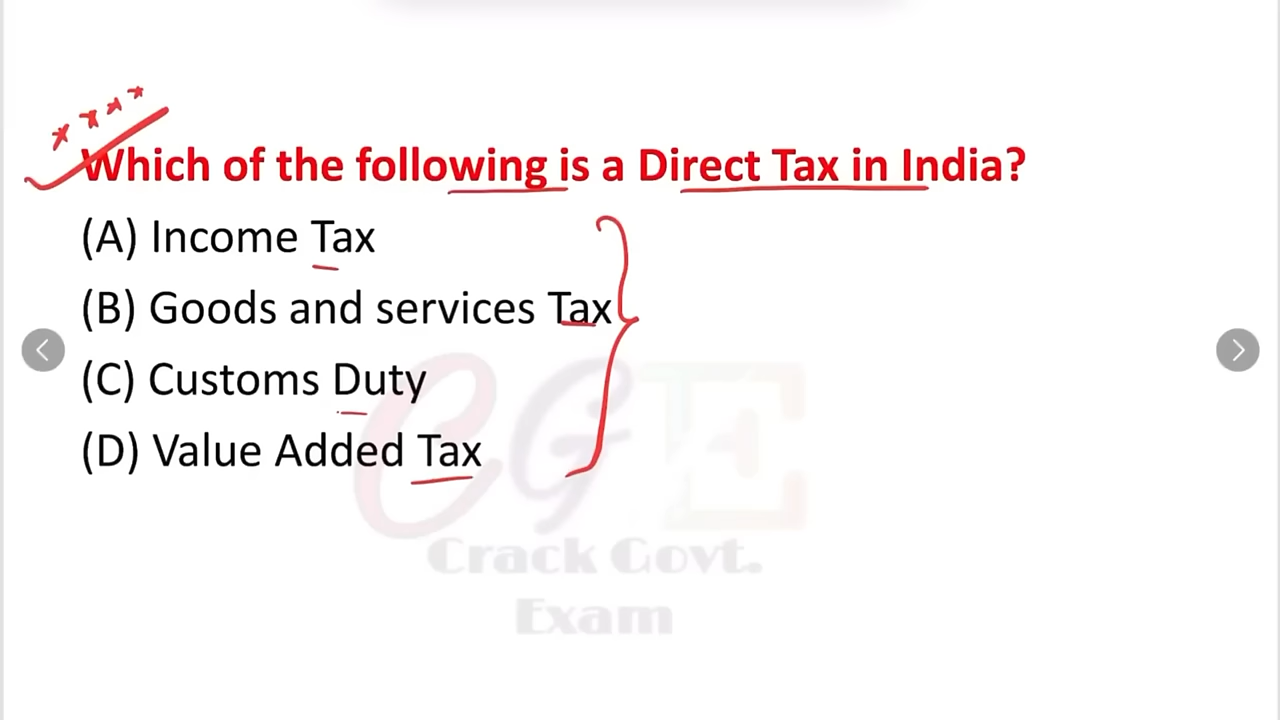 Which of the following is a Direct Tax in India?
(A) Income Tax
(B) Goods and services Tax
(C) Customs Duty
(D) Value Added Tax
CGE
Crack Govt.
Exam